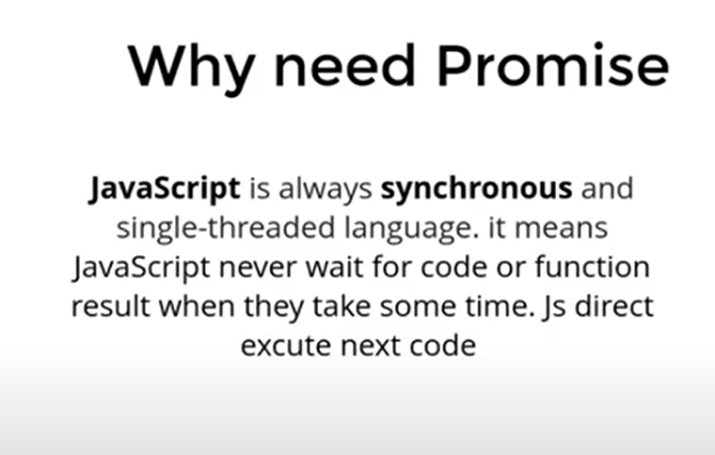 Why need Promise
JavaScript is always synchronous and
single-threaded language. it means
JavaScript never wait for code or function
result when they take some time. Js direct
excute next code